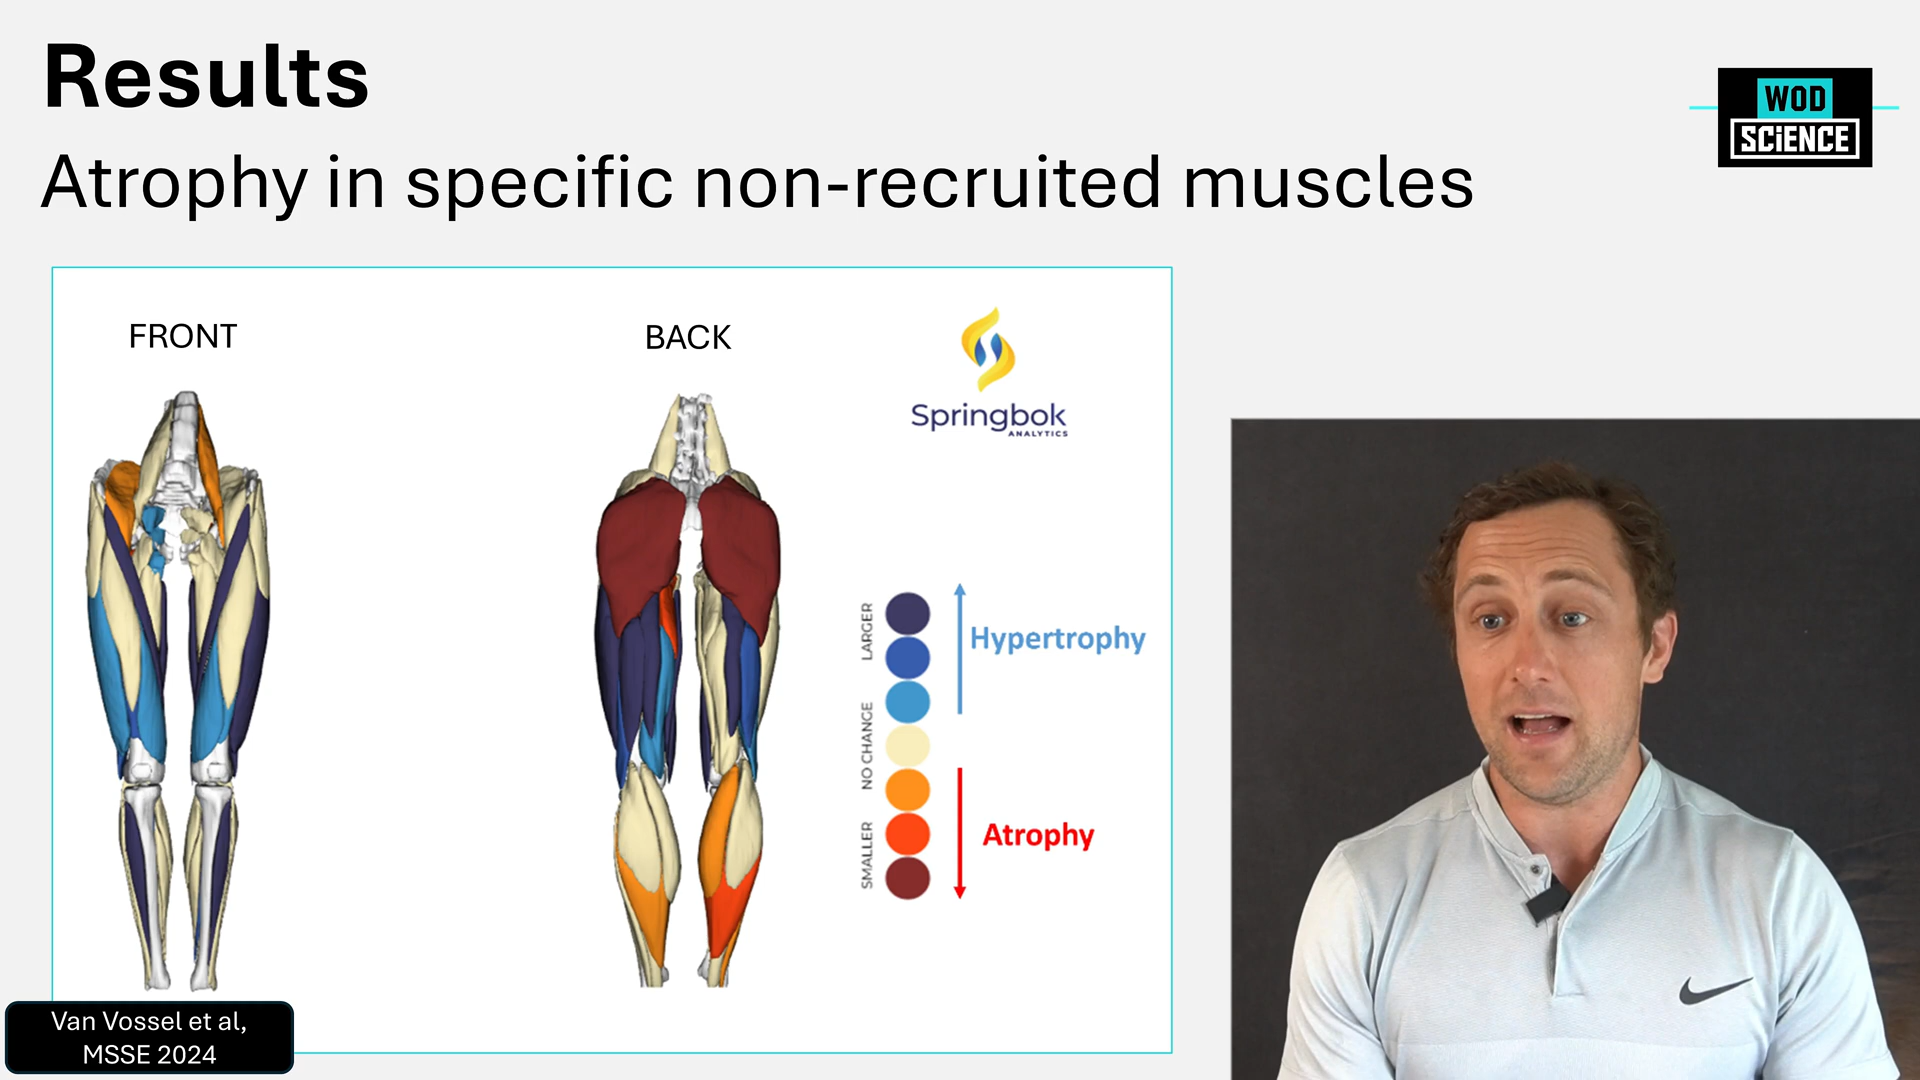 Results
Atrophy in specific non-recruited muscles
WOD
SCiENCE
FRONT
BACK
Springbok
ANALYTICS
LARGER
NO CHANGE
SMALLER
Hypertrophy
Atrophy
Van Vossel et al,
MSSE 2024